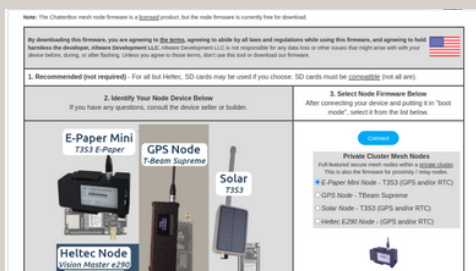 Note: The ChatterBox mesh node firmware is a licensed product, but the node firmware is currently free for download.
By downloading this firmware, you are agreeing to the terms, agreeing to abide by all laws and regulations while using this firmware, and agreeing to hold
harmless the developer, Altware Development LLC. Altware Development LLC is not responsible for any data loss or other issues that might arise with with your
device before, during, or after flashing. Unless you agree to those terms, don't use this tool or download our firmware.
1. Recommended (not required) - For all but Heltec, SD cards may be used if you choose. SD cards must be compatible (not all are).
2. Identify Your Node Device Below
If you have any questions, consult the device seller or builder.
E-Paper Mini
T3S3 E-Paper
GPS Node
T-Beam Supreme
Solar
T3S3
Heltec Node
Vision Master e290
3. Select Node Firmware Below
After connecting your device and putting it in "boot
mode", select it from the list below.
Connect
Private Cluster Mesh Nodes
Full-featured secure mesh nodes within a private cluster.
This is also the firmware for proximity / relay nodes.
E-Paper Mini Node - T3S3 (GPS and/or RTC)
GPS Node - TBeam Supreme
Solar Node - T3S3 (GPS and/or RTC)
Heltec E290 Node - (GPS and/or RTC)